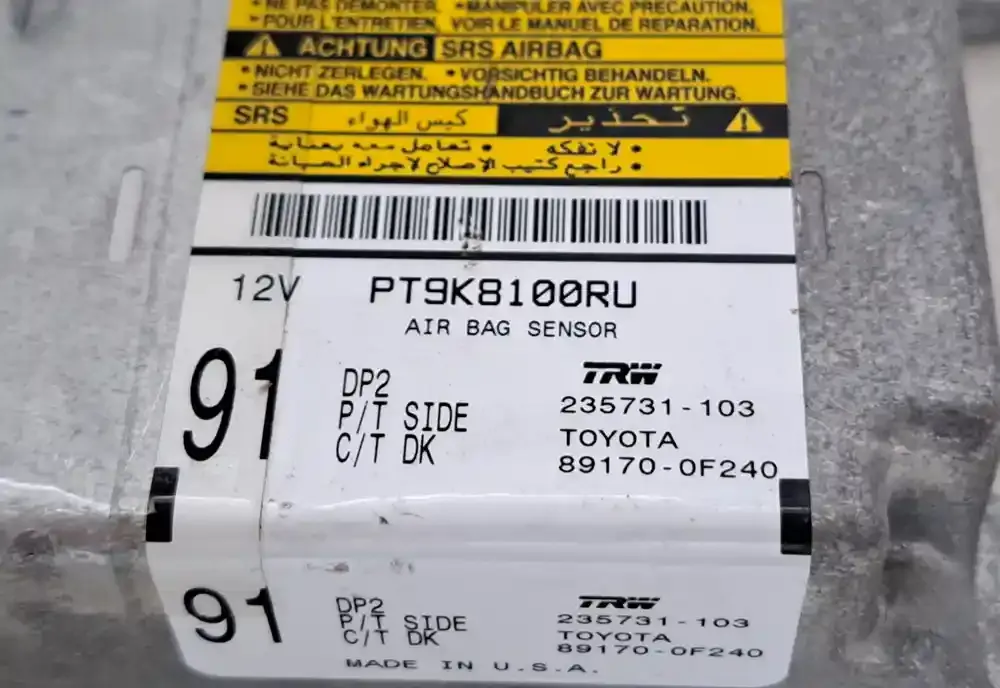 • NE PAS DEMONTER. • MANIPULER AVEC PRECAUTION.
• POUR L'ENTRETIEN, VOIR LE MANUEL DE REPARATION.
ACHTUNG SRS AIRBAG
• NICHT ZERLEGEN. • VORSICHTIG BEHANDELN.
• SIEHE DAS WARTUNGSHANDBUCH ZUR WARTUNG.
تحذير كيس الهواء SRS
• لا تفكه • تعامل معه بعناية
• راجع كتيب الإصلاح لإجراء الصيانة
12V PT9K8100RU
AIR BAG SENSOR
91
DP2
P/T SIDE
C/T DK
TRW
235731-103
TOYOTA
89170-0F240
91
DP2
P/T SIDE
C/T DK
TRW
235731-103
TOYOTA
89170-0F240
MADE IN U.S.A.